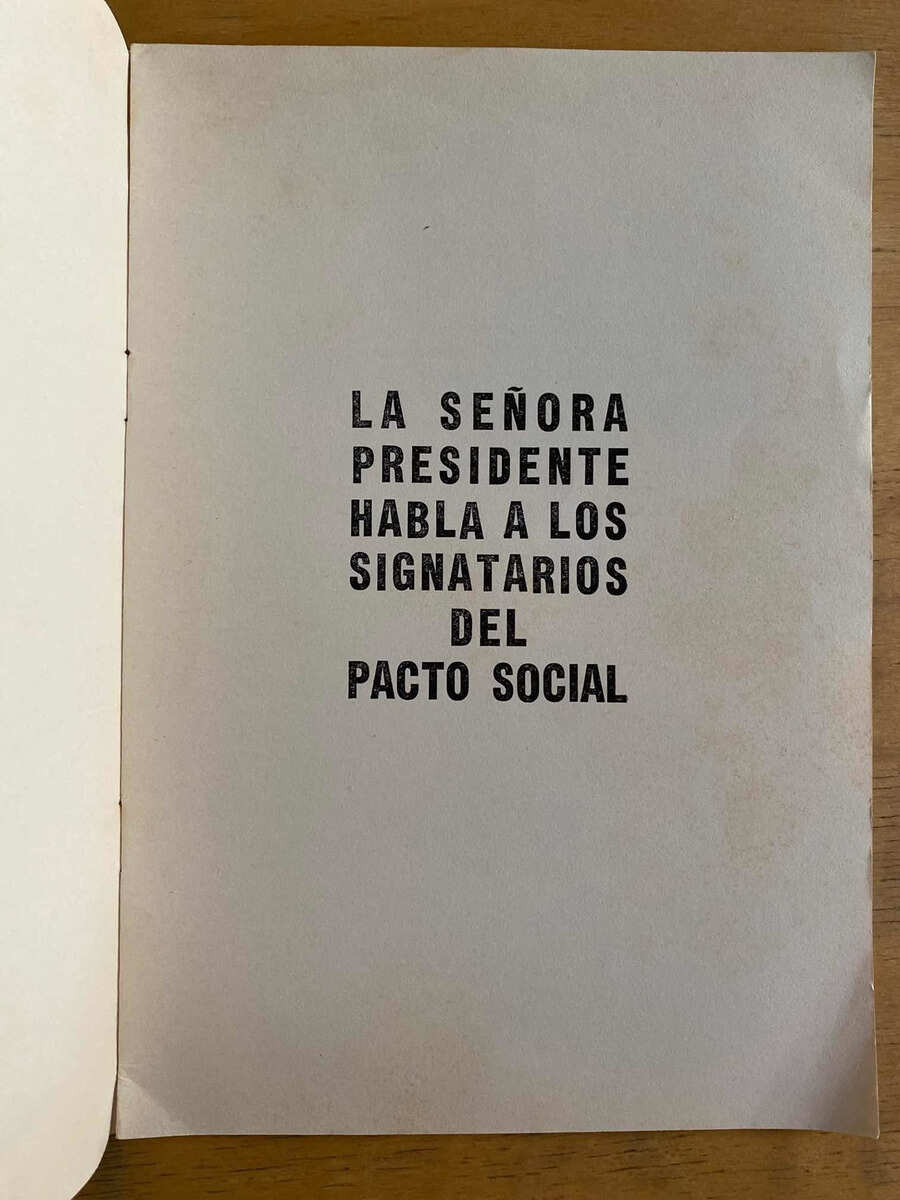 LA SEÑORA
PRESIDENTE
HABLA A LOS
SIGNATARIOS
DEL
PACTO SOCIAL